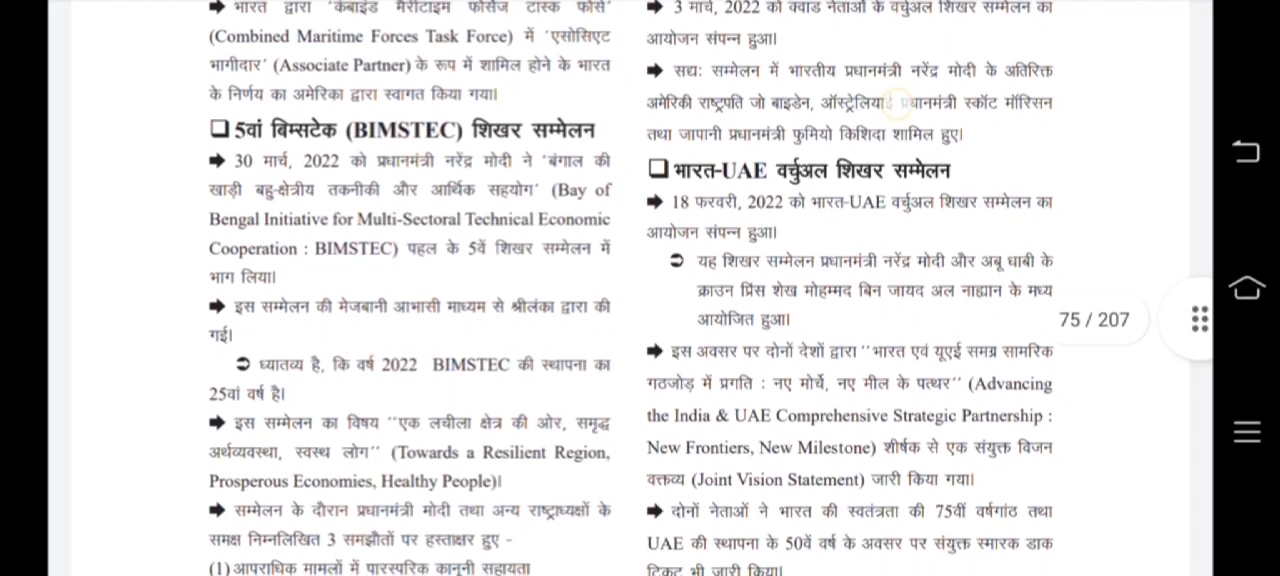 ➡ भारत द्वारा 'कंबाइंड मैरीटाइम फोर्सेज टास्क फोर्स'
(Combined Maritime Forces Task Force) में 'एसोसिएट
भागीदार' (Associate Partner) के रूप में शामिल होने के भारत
के निर्णय का अमेरिका द्वारा स्वागत किया गया।
❑ 5वां बिम्सटेक (BIMSTEC) शिखर सम्मेलन
➡ 30 मार्च, 2022 को प्रधानमंत्री नरेंद्र मोदी ने 'बंगाल की
खाड़ी बहु-क्षेत्रीय तकनीकी और आर्थिक सहयोग' (Bay of
Bengal Initiative for Multi-Sectoral Technical Economic
Cooperation : BIMSTEC) पहल के 5वें शिखर सम्मेलन में
भाग लिया।
➡ इस सम्मेलन की मेजबानी आभासी माध्यम से श्रीलंका द्वारा की
गई।
➲ ध्यातव्य है, कि वर्ष 2022 BIMSTEC की स्थापना का
25वां वर्ष है।
➡ इस सम्मेलन का विषय "एक लचीला क्षेत्र की ओर, समृद्ध
अर्थव्यवस्था, स्वस्थ लोग" (Towards a Resilient Region,
Prosperous Economies, Healthy People)।
➡ सम्मेलन के दौरान प्रधानमंत्री मोदी तथा अन्य राष्ट्राध्यक्षों के
समक्ष निम्नलिखित 3 समझौतों पर हस्ताक्षर हुए -
(1) आपराधिक मामलों में पारस्परिक कानूनी सहायता
➡ 3 मार्च, 2022 को क्वाड नेताओं के वर्चुअल शिखर सम्मेलन का
आयोजन संपन्न हुआ।
➡ सद्य: सम्मेलन में भारतीय प्रधानमंत्री नरेंद्र मोदी के अतिरिक्त
अमेरिकी राष्ट्रपति जो बाइडेन, ऑस्ट्रेलियाई प्रधानमंत्री स्कॉट मॉरिसन
तथा जापानी प्रधानमंत्री फुमियो किशिदा शामिल हुए।
❑ भारत-UAE वर्चुअल शिखर सम्मेलन
➡ 18 फरवरी, 2022 को भारत-UAE वर्चुअल शिखर सम्मेलन का
आयोजन संपन्न हुआ।
➲ यह शिखर सम्मेलन प्रधानमंत्री नरेंद्र मोदी और अबू धाबी के
क्राउन प्रिंस शेख मोहम्मद बिन जायद अल नाह्यान के मध्य
आयोजित हुआ।
➡ इस अवसर पर दोनों देशों द्वारा "भारत एवं यूएई समग्र सामरिक
गठजोड़ में प्रगति : नए मोर्चे, नए मील के पत्थर" (Advancing
the India & UAE Comprehensive Strategic Partnership :
New Frontiers, New Milestone) शीर्षक से एक संयुक्त विजन
वक्तव्य (Joint Vision Statement) जारी किया गया।
➡ दोनों नेताओं ने भारत की स्वतंत्रता की 75वीं वर्षगांठ तथा
UAE की स्थापना के 50वें वर्ष के अवसर पर संयुक्त स्मारक डाक
टिकट भी जारी किया।
75 / 207